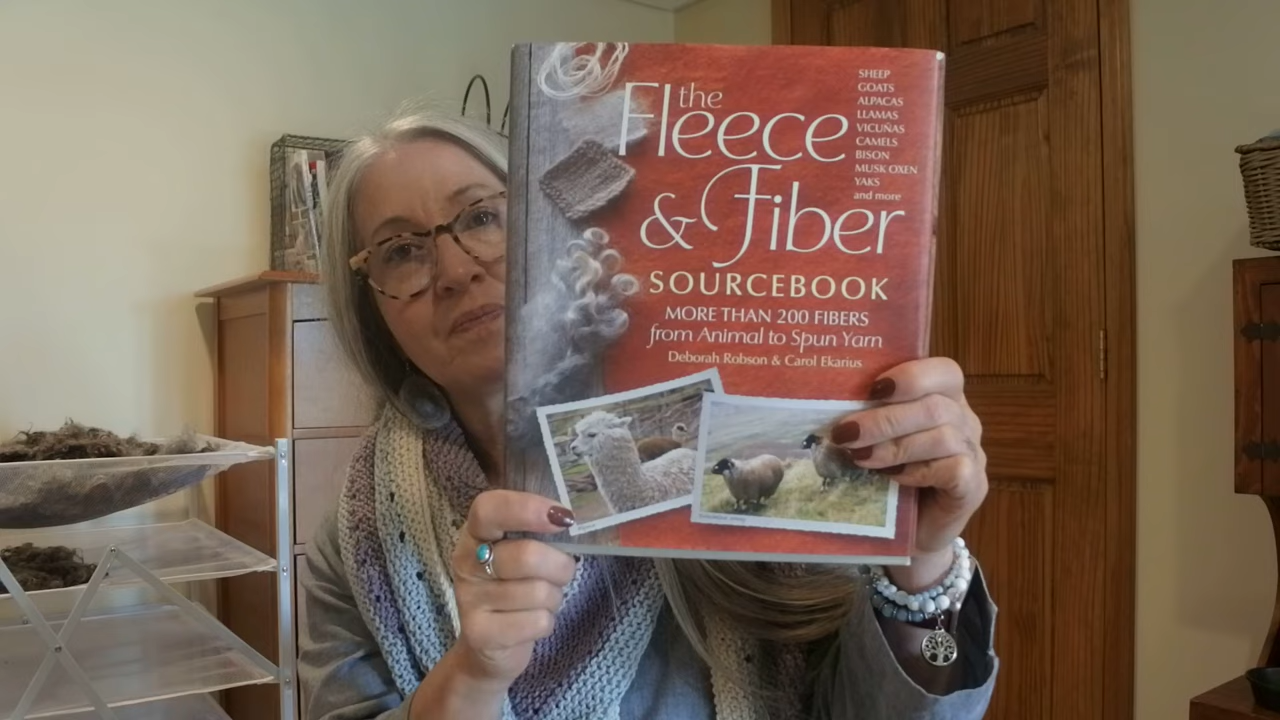 the
Fleece
& Fiber
SOURCEBOOK
MORE THAN 200 FIBERS
from Animal to Spun Yarn
Deborah Robson & Carol Ekarius
SHEEP
GOATS
ALPACAS
LLAMAS
VICUÑAS
CAMELS
BISON
MUSK OXEN
YAKS
and more